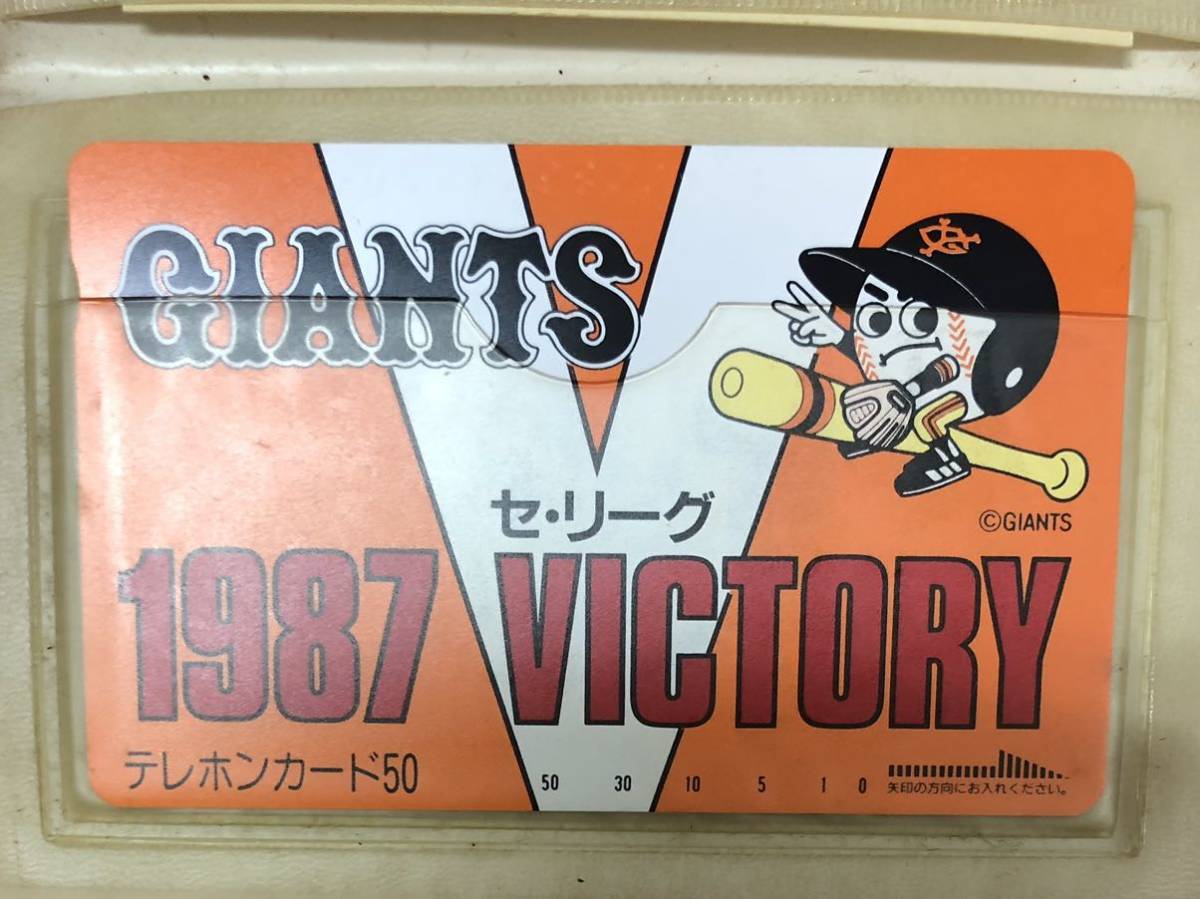 GIANTS
©GIANTS
セ・リーグ
1987 VICTORY
テレホンカード50
50 30 10 5 1 0
矢印の方向にお入れください。